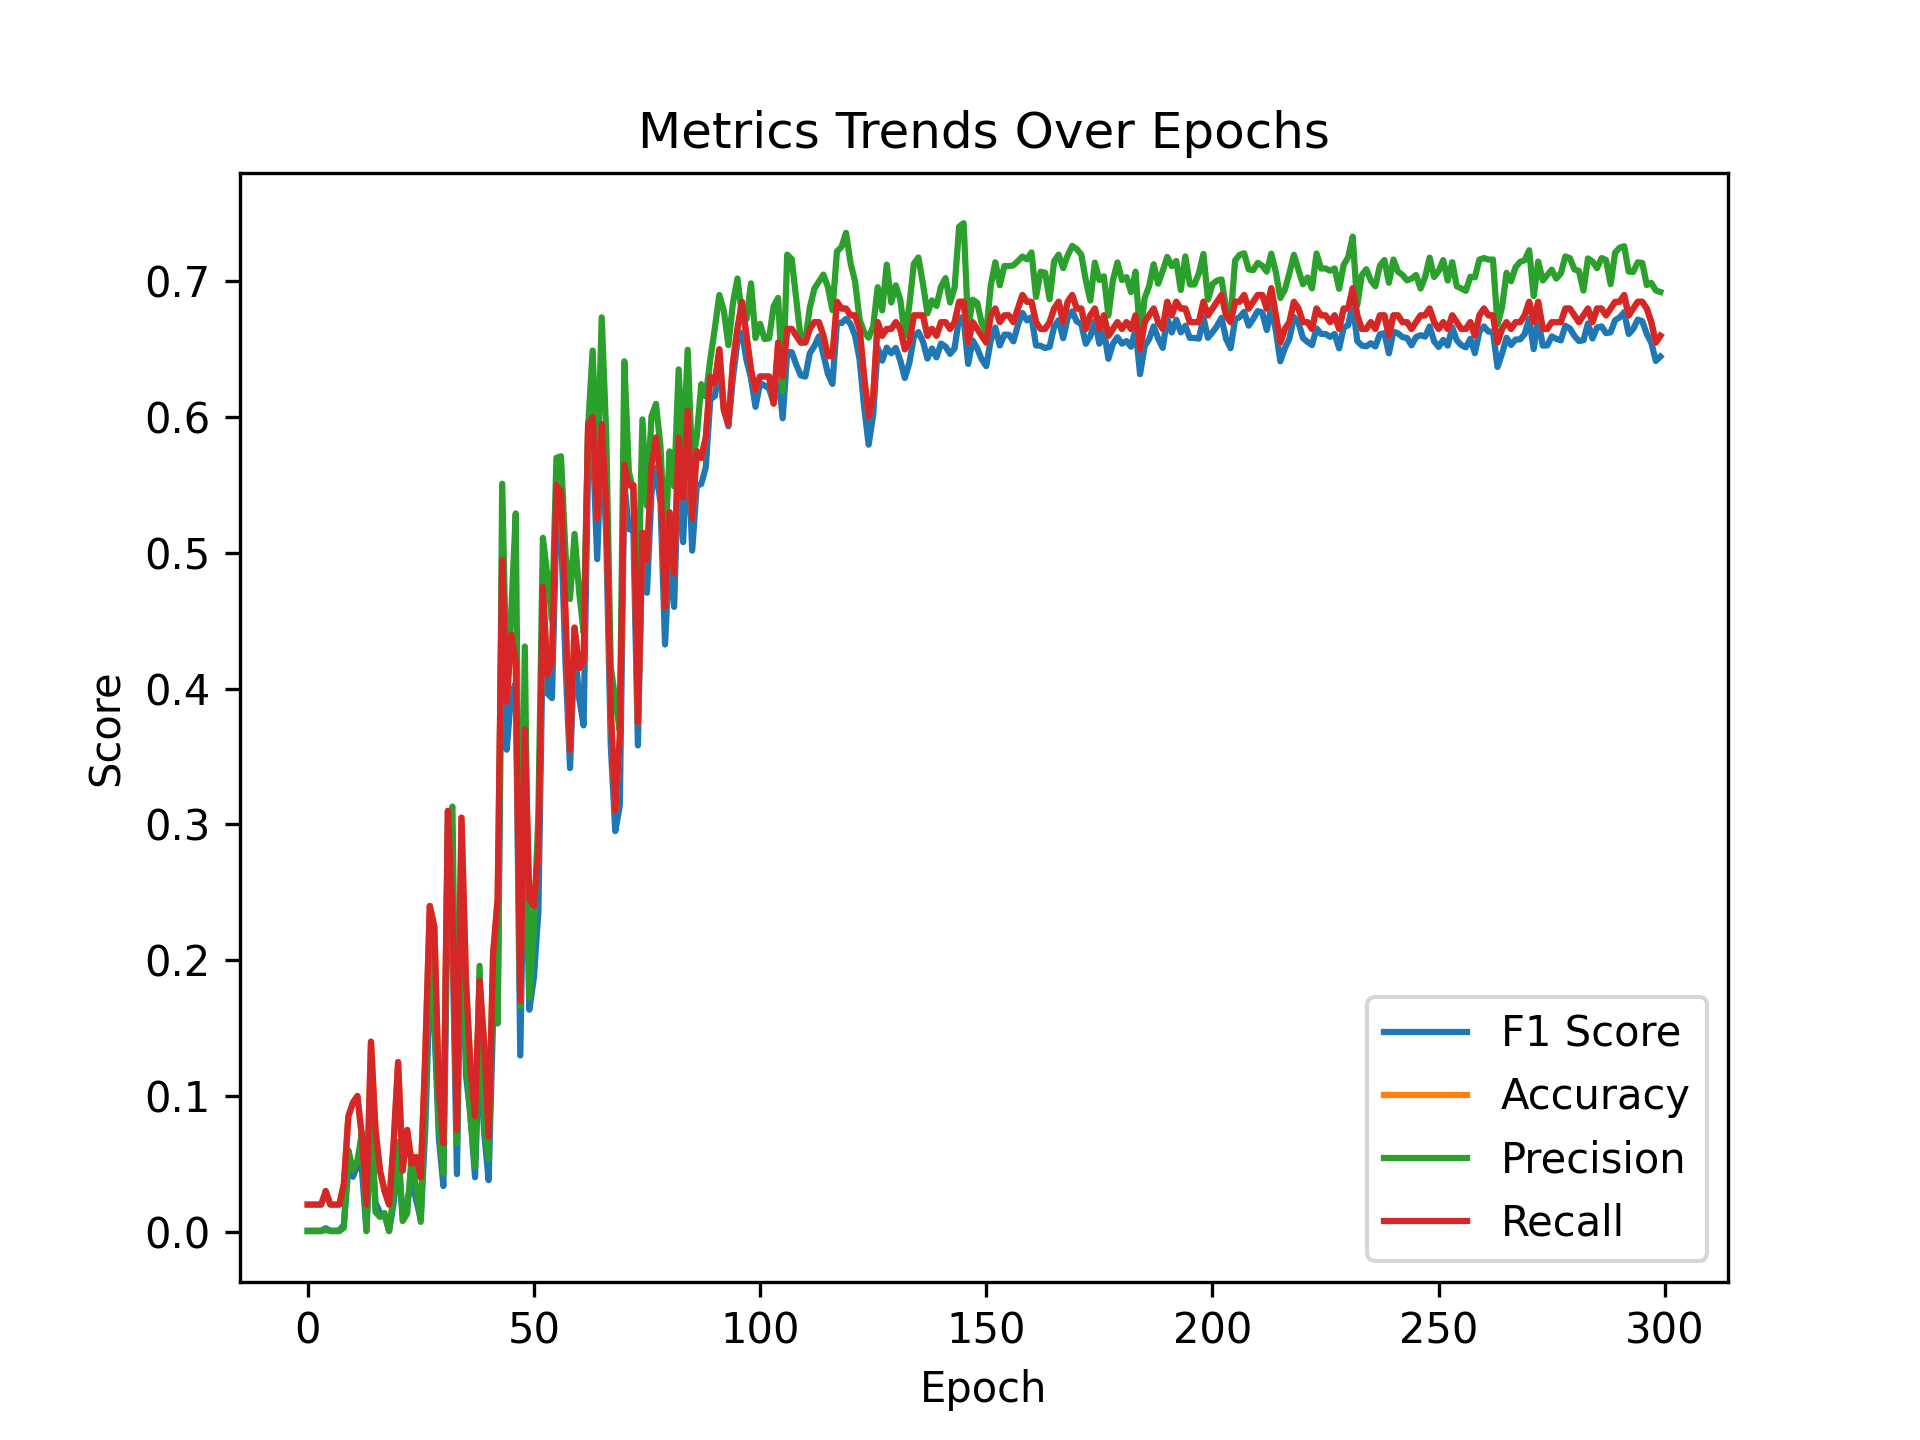 Metrics Trends Over Epochs
Score
0.7
0.6
0.5
0.4
0.3
0.2
0.1
0.0
0 50 100 150 200 250 300
Epoch
F1 Score
Accuracy
Precision
Recall